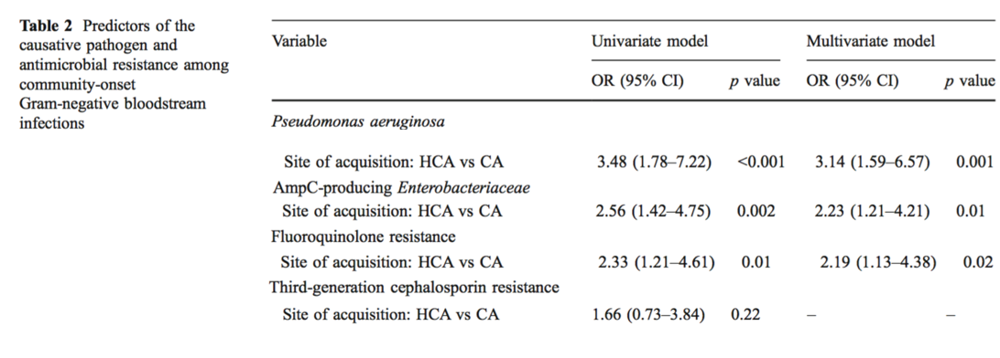 Table 2 Predictors of the
causative pathogen and
antimicrobial resistance among
community-onset
Gram-negative bloodstream
infections
Variable Univariate model Multivariate model
OR (95% CI) p value OR (95% CI) p value
Pseudomonas aeruginosa
Site of acquisition: HCA vs CA 3.48 (1.78–7.22) <0.001 3.14 (1.59–6.57) 0.001
AmpC-producing Enterobacteriaceae
Site of acquisition: HCA vs CA 2.56 (1.42–4.75) 0.002 2.23 (1.21–4.21) 0.01
Fluoroquinolone resistance
Site of acquisition: HCA vs CA 2.33 (1.21–4.61) 0.01 2.19 (1.13–4.38) 0.02
Third-generation cephalosporin resistance
Site of acquisition: HCA vs CA 1.66 (0.73–3.84) 0.22 – –